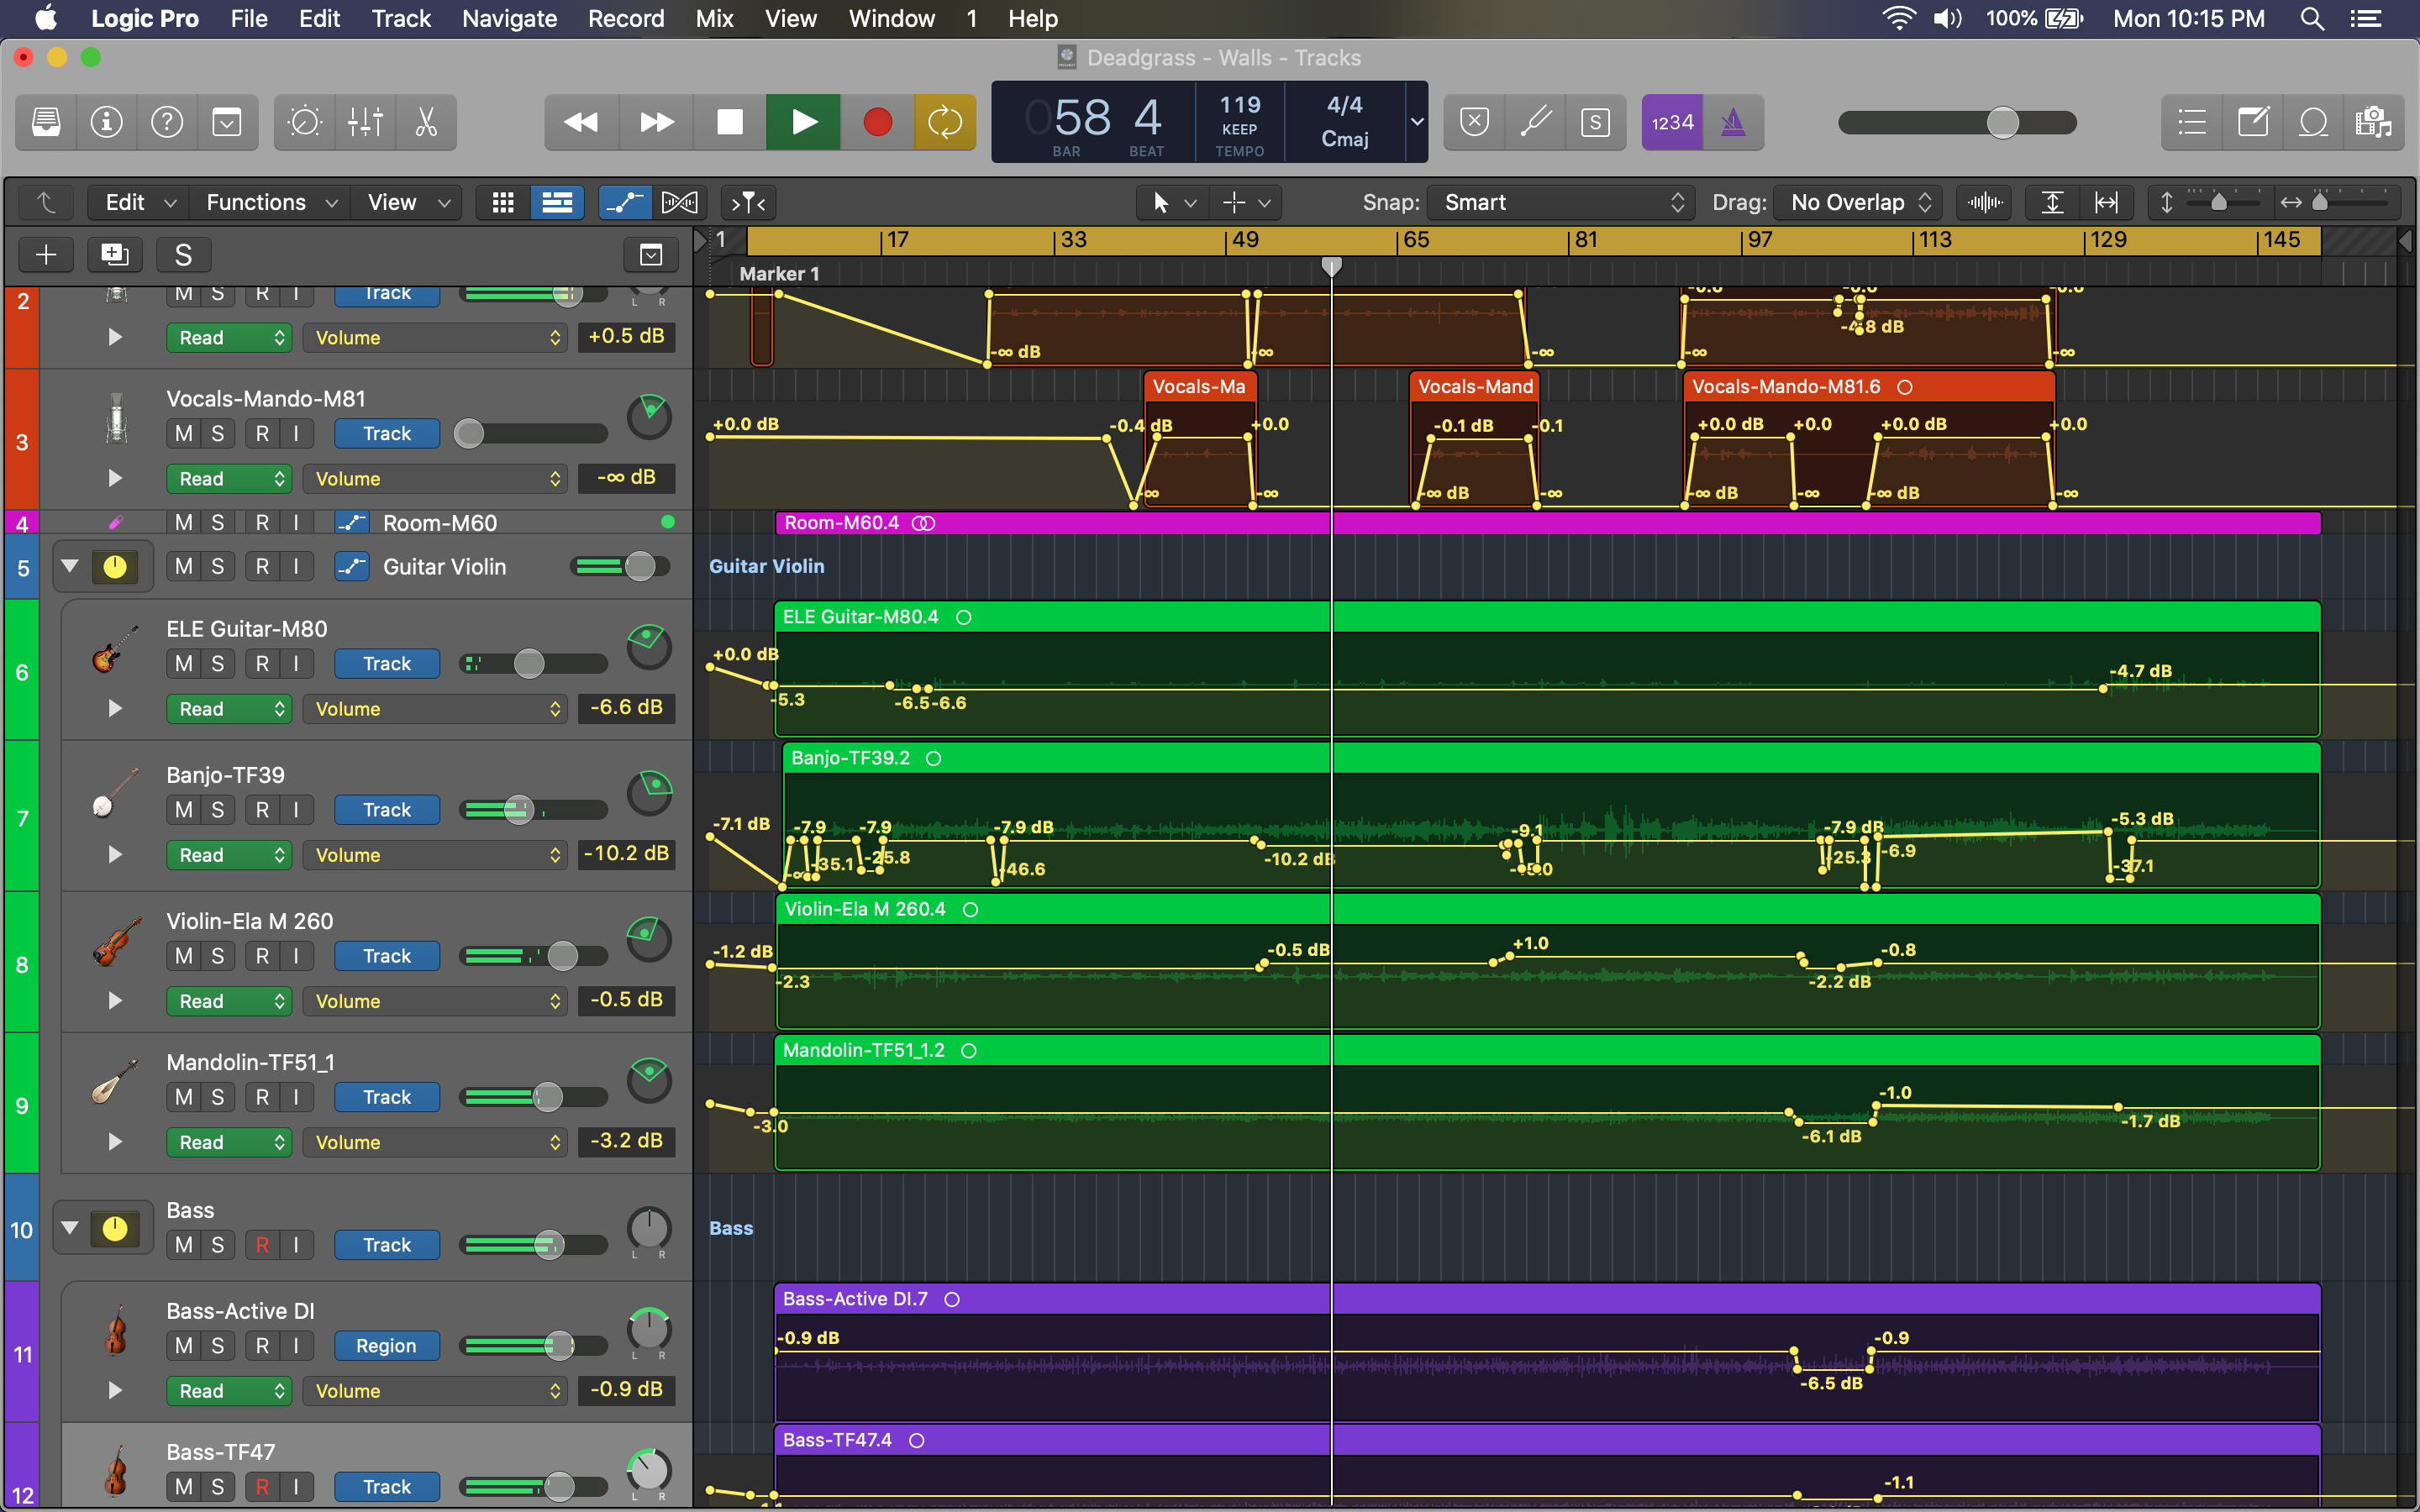 Logic Pro File Edit Track Navigate Record Mix View Window 1 Help 100% Mon 10:15 PM
Deadgrass - Walls - Tracks
058 4 119 KEEP 4/4 Cmaj S 1234
BAR BEAT TEMPO
Edit Functions View Snap: Smart Drag: No Overlap
S 1 17 33 49 65 81 97 113 129 145
Marker 1
2 M S R I Track L R
Read Volume +0.5 dB
-∞ dB -∞ -∞ -∞ -0.0 -0.0 -4.8 dB -∞
3 Vocals-Mando-M81
M S R I Track
Read Volume -∞ dB
Vocals-Ma Vocals-Mand Vocals-Mando-M81.6
+0.0 dB -0.4 dB +0.0 -0.1 dB -0.1 +0.0 dB +0.0 +0.0 dB +0.0
-∞ -∞ -∞ dB -∞ -∞ dB -∞ -∞ dB -∞
4 M S R I Room-M60 Room-M60.4
5 M S R I Guitar Violin Guitar Violin
6 ELE Guitar-M80
M S R I Track
Read Volume -6.6 dB
ELE Guitar-M80.4
+0.0 dB -5.3 -6.5 -6.6 -4.7 dB
7 Banjo-TF39
M S R I Track
Read Volume -10.2 dB
Banjo-TF39.2
-7.1 dB -7.9 -7.9 -7.9 dB -9.1 -7.9 dB -5.3 dB
-∞ -35.1 -25.8 -46.6 -10.2 dB -25.3 -6.9 -37.1
8 Violin-Ela M 260
M S R I Track
Read Volume -0.5 dB
Violin-Ela M 260.4
-1.2 dB -2.3 -0.5 dB +1.0 -2.2 dB -0.8
9 Mandolin-TF51_1
M S R I Track
Read Volume -3.2 dB
Mandolin-TF51_1.2
-3.0 -6.1 dB -1.0 -1.7 dB
10 Bass
M S R I Track L R
Bass
11 Bass-Active DI
M S R I Region L R
Read Volume -0.9 dB
Bass-Active DI.7
-0.9 dB -6.5 dB -0.9
12 Bass-TF47
M S R I Track L R
Bass-TF47.4
-1.1